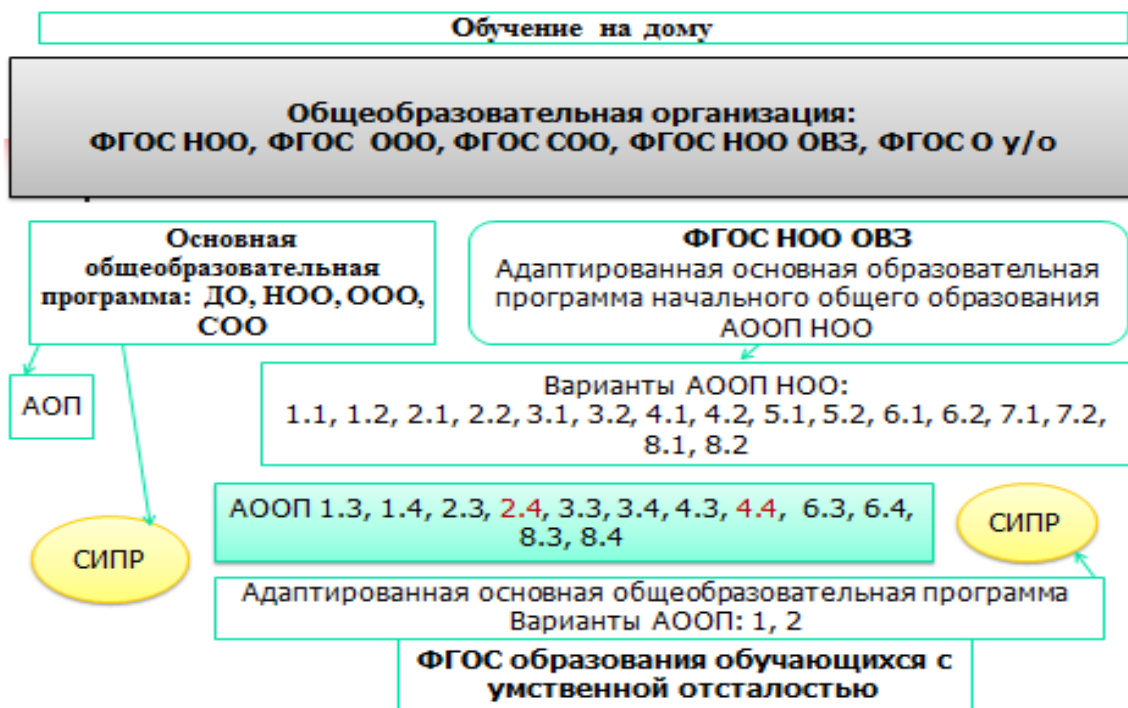 Обучение на дому
Общеобразовательная организация:
ФГОС НОО, ФГОС ООО, ФГОС СОО, ФГОС НОО ОВЗ, ФГОС О у/о
Основная
общеобразовательная
программа: ДО, НОО, ООО,
СОО
ФГОС НОО ОВЗ
Адаптированная основная образовательная
программа начального общего образования
АООП НОО
АОП
Варианты АООП НОО:
1.1, 1.2, 2.1, 2.2, 3.1, 3.2, 4.1, 4.2, 5.1, 5.2, 6.1, 6.2, 7.1, 7.2,
8.1, 8.2
СИПР
АООП 1.3, 1.4, 2.3, 2.4, 3.3, 3.4, 4.3, 4.4, 6.3, 6.4,
8.3, 8.4
СИПР
Адаптированная основная общеобразовательная программа
Варианты АООП: 1, 2
ФГОС образования обучающихся с
умственной отсталостью